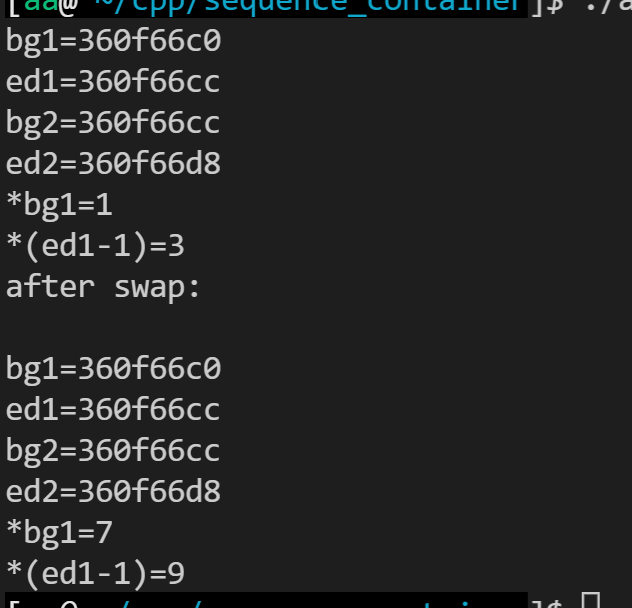 [aa@ ~/cpp/sequence_container]$ ./a
bg1=360f66c0
ed1=360f66cc
bg2=360f66cc
ed2=360f66d8
*bg1=1
*(ed1-1)=3
after swap:

bg1=360f66c0
ed1=360f66cc
bg2=360f66cc
ed2=360f66d8
*bg1=7
*(ed1-1)=9